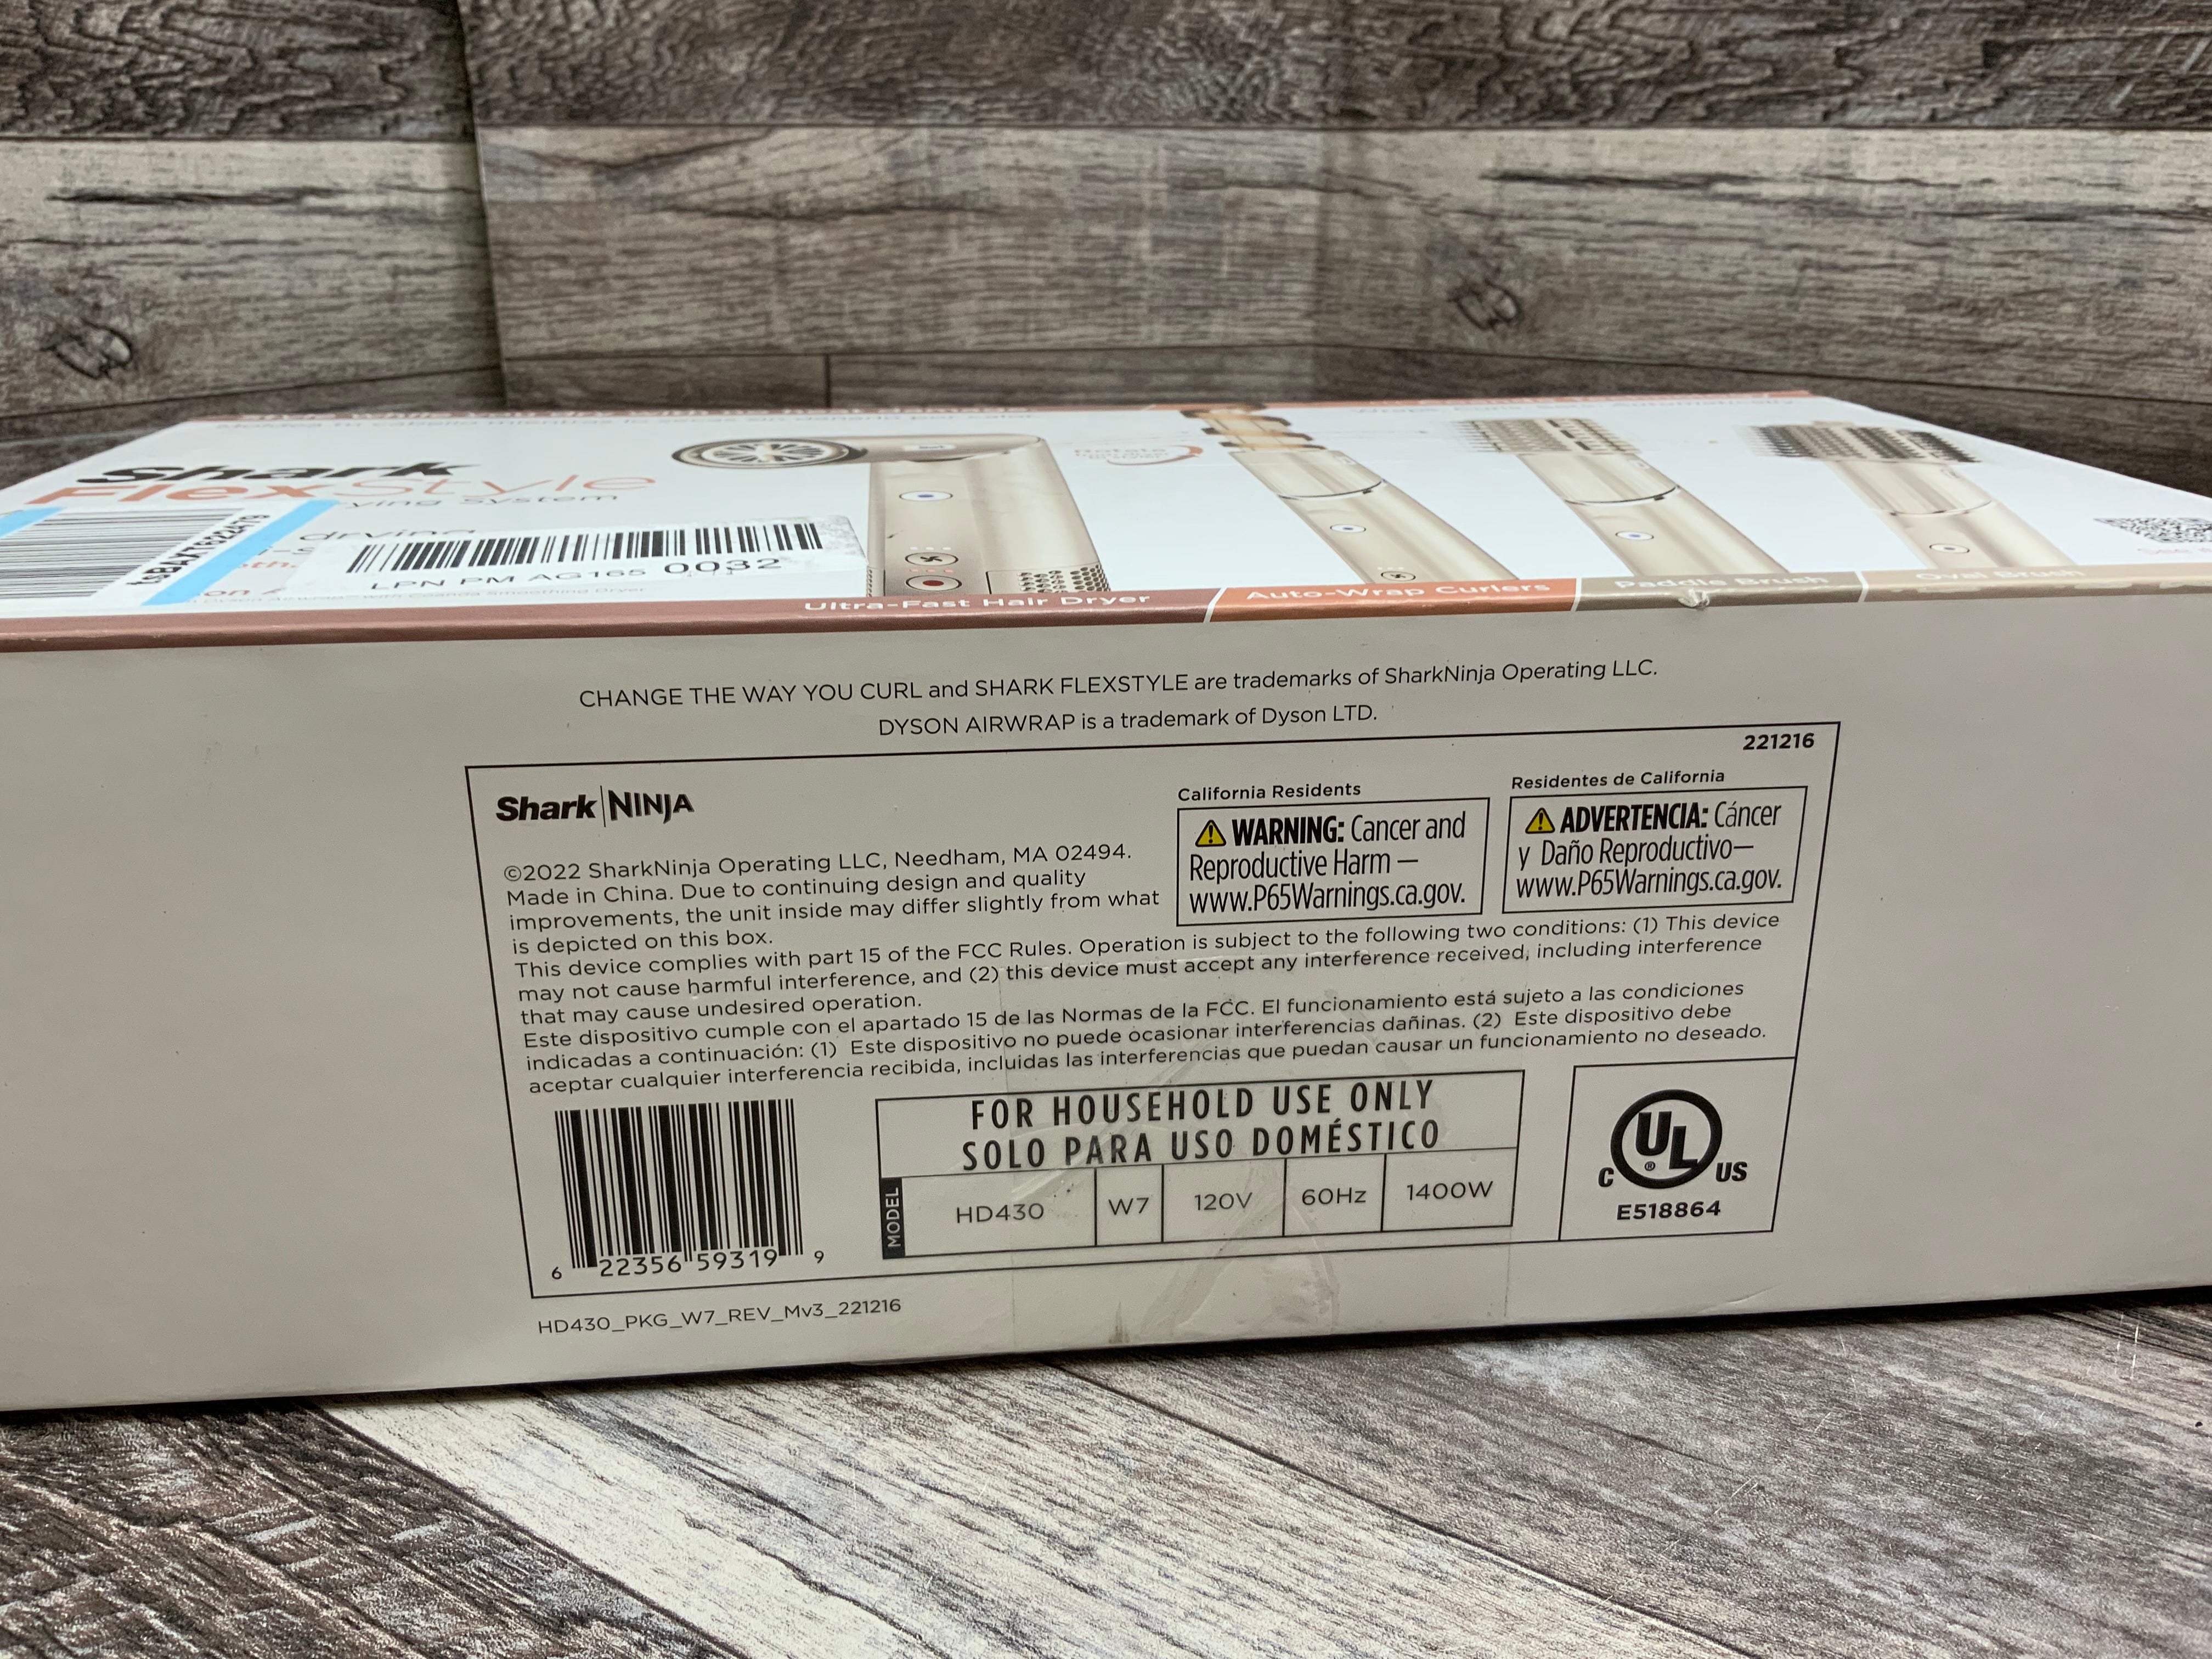 Shark
FlexStyle
ying System
drying
LPN PM AG165 0032
Rotate
Ultra-Fast Hair Dryer
Auto-Wrap Curlers
Paddle Brush
Oval Brush
CHANGE THE WAY YOU CURL and SHARK FLEXSTYLE are trademarks of SharkNinja Operating LLC.
DYSON AIRWRAP is a trademark of Dyson LTD.
221216
Shark NINJA
California Residents
WARNING: Cancer and
Reproductive Harm —
www.P65Warnings.ca.gov.
Residentes de California
ADVERTENCIA: Cáncer
y Daño Reproductivo—
www.P65Warnings.ca.gov.
©2022 SharkNinja Operating LLC, Needham, MA 02494.
Made in China. Due to continuing design and quality
improvements, the unit inside may differ slightly from what
is depicted on this box.
This device complies with part 15 of the FCC Rules. Operation is subject to the following two conditions: (1) This device
may not cause harmful interference, and (2) this device must accept any interference received, including interference
that may cause undesired operation.
Este dispositivo cumple con el apartado 15 de las Normas de la FCC. El funcionamiento está sujeto a las condiciones
indicadas a continuación: (1) Este dispositivo no puede ocasionar interferencias dañinas. (2) Este dispositivo debe
aceptar cualquier interferencia recibida, incluidas las interferencias que puedan causar un funcionamiento no deseado.
6 22356 59319 9
FOR HOUSEHOLD USE ONLY
SOLO PARA USO DOMÉSTICO
MODEL HD430 W7 120V 60Hz 1400W
C UL ® US
E518864
HD430_PKG_W7_REV_Mv3_221216